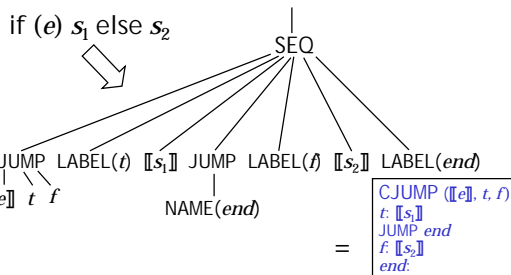 if (e) s₁ else s₂
SEQ
JUMP LABEL(t) ⟦s₁⟧ JUMP LABEL(f) ⟦s₂⟧ LABEL(end)
e⟧ t f
NAME(end)
= CJUMP (⟦e⟧, t, f)
t: ⟦s₁⟧
JUMP end
f: ⟦s₂⟧
end: